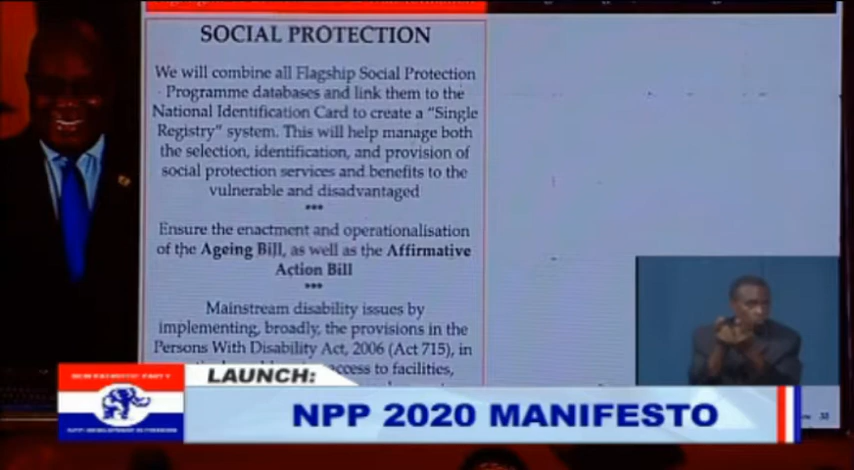 SOCIAL PROTECTION
We will combine all Flagship Social Protection
Programme databases and link them to the
National Identification Card to create a "Single
Registry" system. This will help manage both
the selection, identification, and provision of
social protection services and benefits to the
vulnerable and disadvantaged
***
Ensure the enactment and operationalisation
of the Ageing Bill, as well as the Affirmative
Action Bill
***
Mainstream disability issues by
implementing, broadly, the provisions in the
Persons With Disability Act, 2006 (Act 715), in
access to facilities,
LAUNCH:
NPP 2020 MANIFESTO